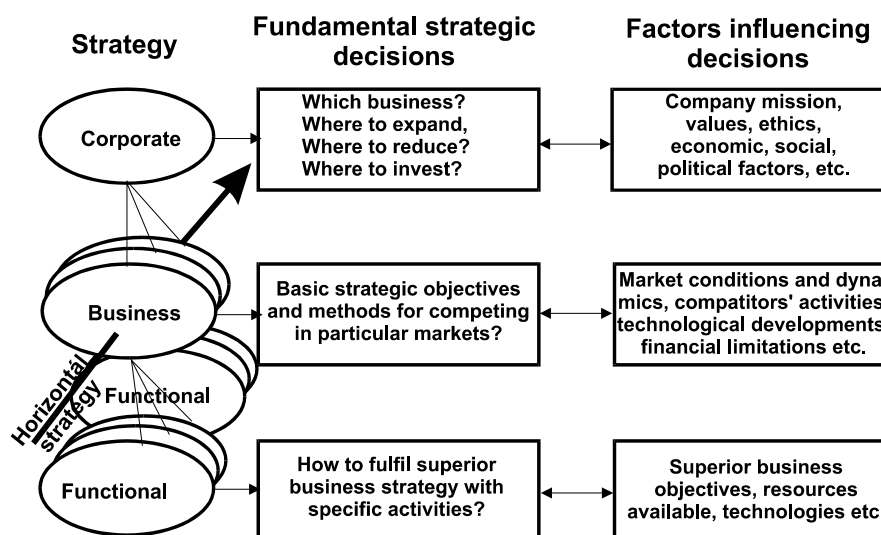 Strategy
Fundamental strategic
decisions
Factors influencing
decisions
Corporate
Which business?
Where to expand,
Where to reduce?
Where to invest?
Company mission,
values, ethics,
economic, social,
political factors, etc.
Business
Basic strategic objectives
and methods for competing
in particular markets?
Market conditions and dyna
mics, compatitors' activities
technological developments
financial limitations etc.
Functional
Horizontál
strategy
Functional
How to fulfil superior
business strategy with
specific activities?
Superior business
objectives, resources
available, technologies etc